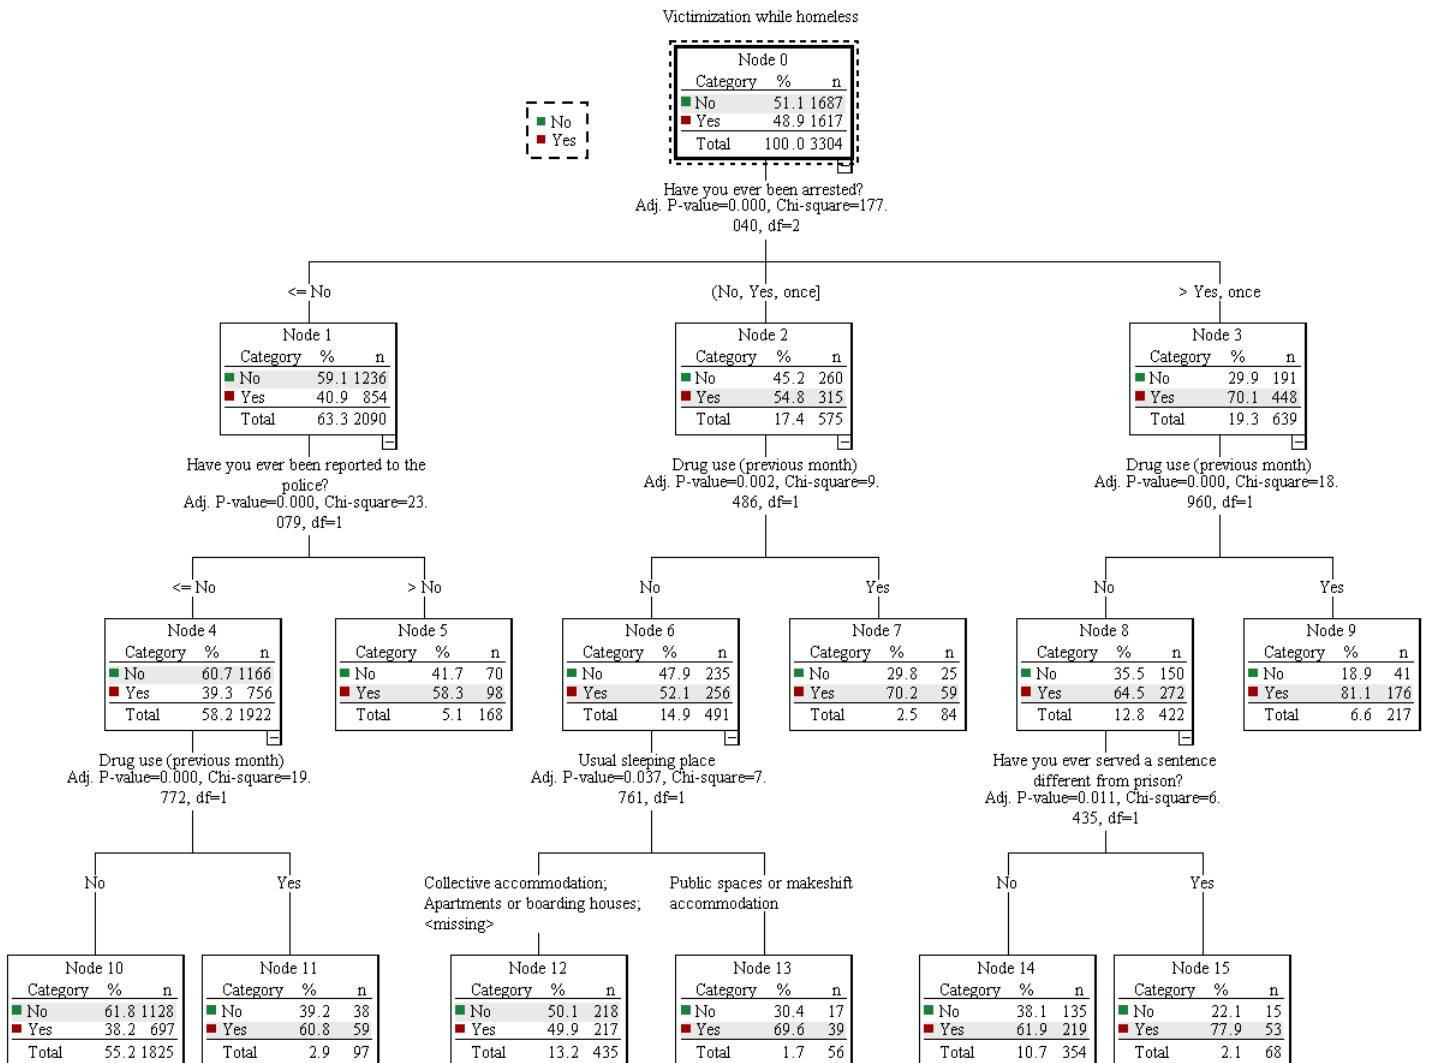 Victimization while homeless
Node 0
Category % n
No 51.1 1687
Yes 48.9 1617
Total 100.0 3304
No
Yes
Have you ever been arrested?
Adj. P-value=0.000, Chi-square=177.
040, df=2
<= No
(No, Yes, once]
> Yes, once
Node 1
Category % n
No 59.1 1236
Yes 40.9 854
Total 63.3 2090
Node 2
Category % n
No 45.2 260
Yes 54.8 315
Total 17.4 575
Node 3
Category % n
No 29.9 191
Yes 70.1 448
Total 19.3 639
Have you ever been reported to the
police?
Adj. P-value=0.000, Chi-square=23.
079, df=1
Drug use (previous month)
Adj. P-value=0.002, Chi-square=9.
486, df=1
Drug use (previous month)
Adj. P-value=0.000, Chi-square=18.
960, df=1
<= No
> No
No
Yes
No
Yes
Node 4
Category % n
No 60.7 1166
Yes 39.3 756
Total 58.2 1922
Node 5
Category % n
No 41.7 70
Yes 58.3 98
Total 5.1 168
Node 6
Category % n
No 47.9 235
Yes 52.1 256
Total 14.9 491
Node 7
Category % n
No 29.8 25
Yes 70.2 59
Total 2.5 84
Node 8
Category % n
No 35.5 150
Yes 64.5 272
Total 12.8 422
Node 9
Category % n
No 18.9 41
Yes 81.1 176
Total 6.6 217
Drug use (previous month)
Adj. P-value=0.000, Chi-square=19.
772, df=1
Usual sleeping place
Adj. P-value=0.037, Chi-square=7.
761, df=1
Have you ever served a sentence
different from prison?
Adj. P-value=0.011, Chi-square=6.
435, df=1
No
Yes
Collective accommodation;
Apartments or boarding houses;
<missing>
Public spaces or makeshift
accommodation
No
Yes
Node 10
Category % n
No 61.8 1128
Yes 38.2 697
Total 55.2 1825
Node 11
Category % n
No 39.2 38
Yes 60.8 59
Total 2.9 97
Node 12
Category % n
No 50.1 218
Yes 49.9 217
Total 13.2 435
Node 13
Category % n
No 30.4 17
Yes 69.6 39
Total 1.7 56
Node 14
Category % n
No 38.1 135
Yes 61.9 219
Total 10.7 354
Node 15
Category % n
No 22.1 15
Yes 77.9 53
Total 2.1 68